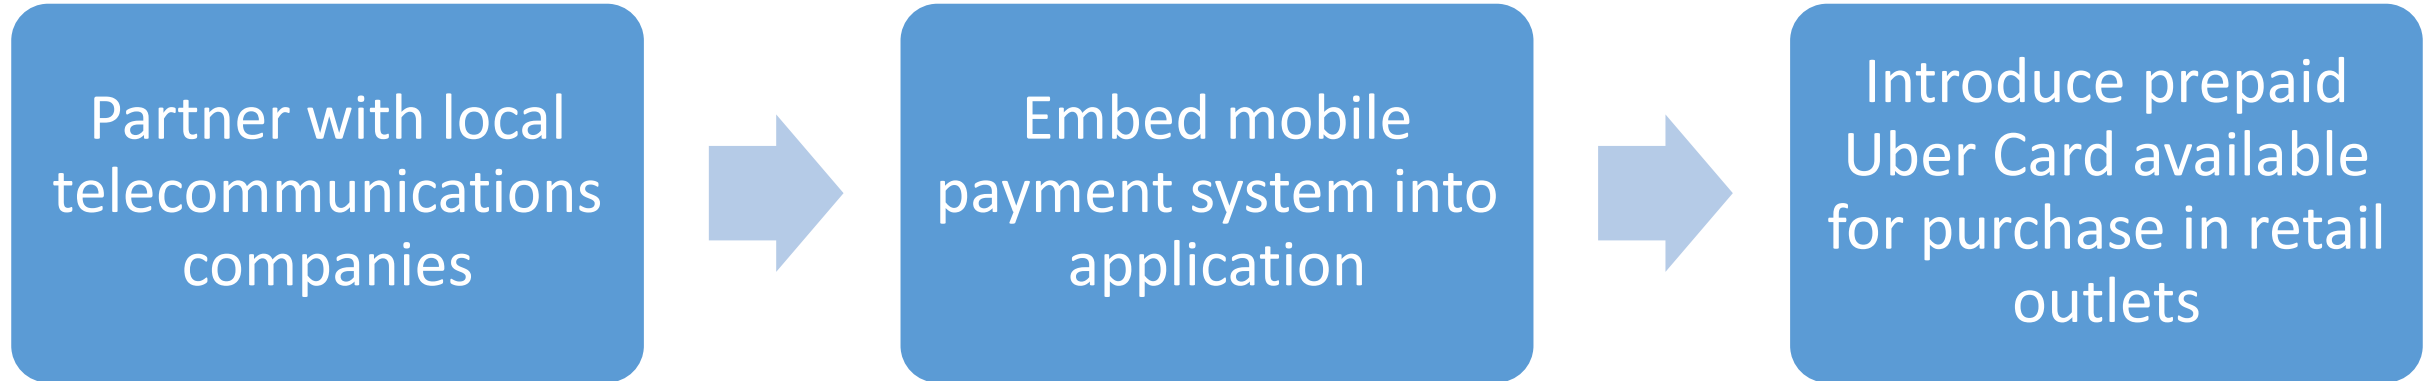 Partner with local
telecommunications
companies
Embed mobile
payment system into
application
Introduce prepaid
Uber Card available
for purchase in retail
outlets